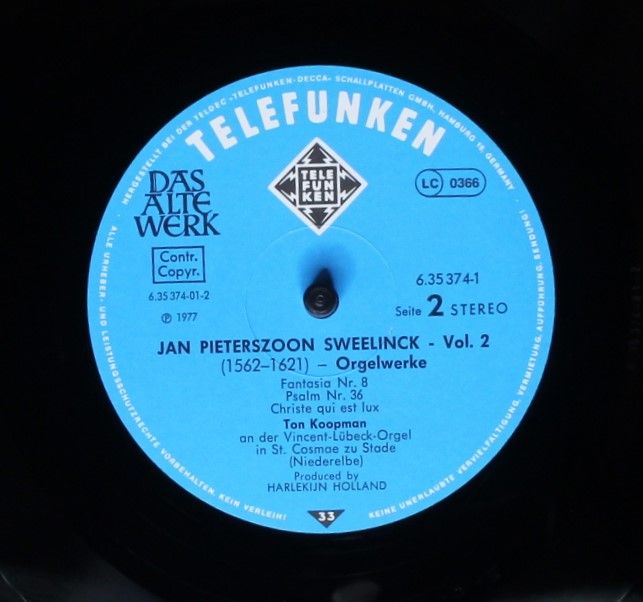 HERGESTELLT BEI DER TELDEC »TELEFUNKEN-DECCA« SCHALLPLATTEN GMBH, HAMBURG 19, GERMANY ·
TELEFUNKEN
TELE
FUN
KEN
DAS
ALTE
WERK
LC 0366
Contr.
Copyr.
6.35 374-01-2
℗ 1977
6.35 374-1
Seite 2 STEREO
JAN PIETERSZOON SWEELINCK - Vol. 2
(1562–1621) – Orgelwerke
Fantasia Nr. 8
Psalm Nr. 36
Christe qui est lux
Ton Koopman
an der Vincent-Lübeck-Orgel
in St. Cosmae zu Stade
(Niederelbe)
Produced by
HARLEKIJN HOLLAND
33
· ALLE URHEBER- UND LEISTUNGSSCHUTZRECHTE VORBEHALTEN. KEIN VERLEIH!
KEINE UNERLAUBTE VERVIELFÄLTIGUNG, VERMIETUNG, AUFFÜHRUNG, SENDUNG!